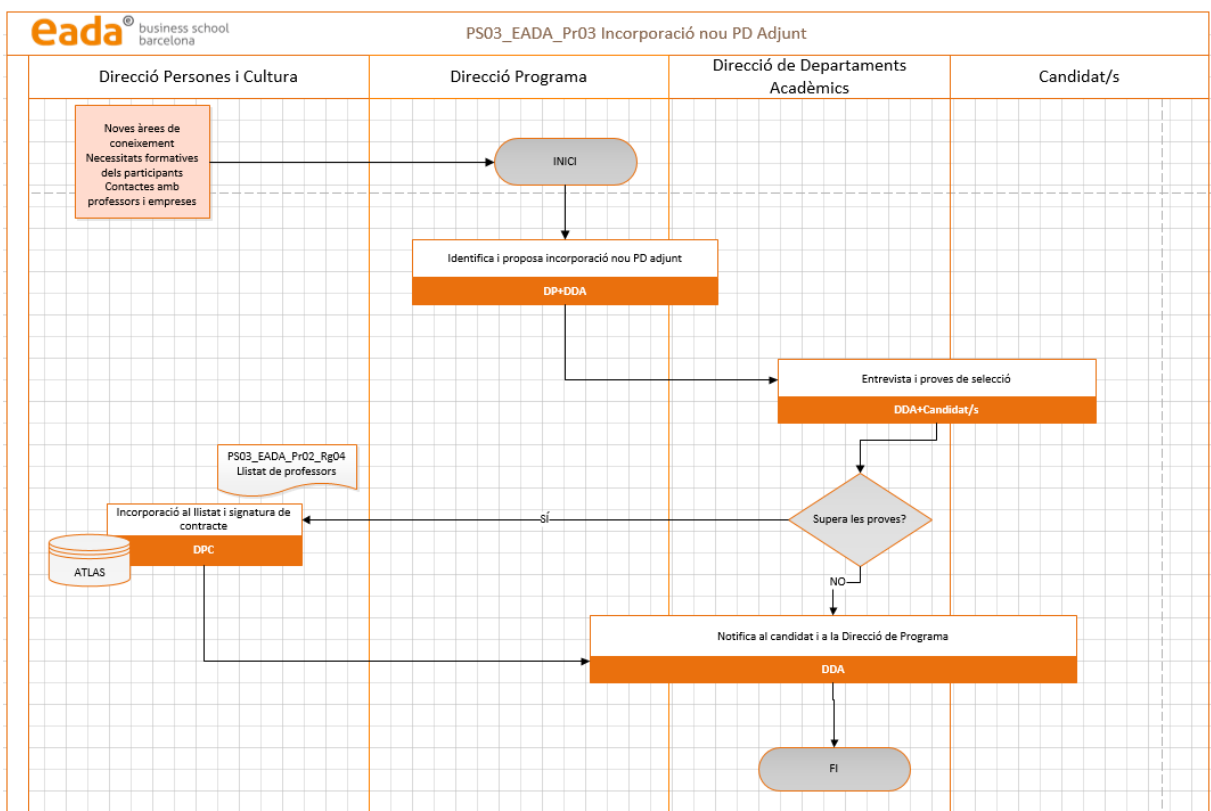 eada® business school
barcelona
PS03_EADA_Pr03 Incorporació nou PD Adjunt
Direcció Persones i Cultura
Direcció Programa
Direcció de Departaments
Acadèmics
Candidat/s
Noves àrees de
coneixement
Necessitats formatives
dels participants
Contactes amb
professors i empreses
INICI
Identifica i proposa incorporació nou PD adjunt
DP+DDA
Entrevista i proves de selecció
DDA+Candidat/s
PS03_EADA_Pr02_Rg04
Llistat de professors
Incorporació al llistat i signatura de
contracte
DPC
ATLAS
SÍ
Supera les proves?
NO
Notifica al candidat i a la Direcció de Programa
DDA
FI